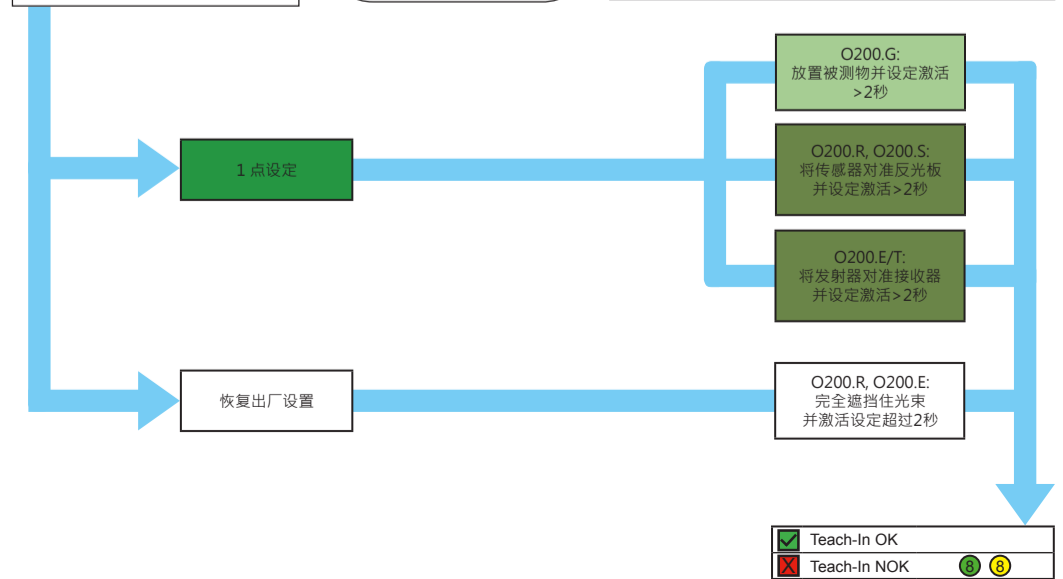 O200.G:
放置被测物并设定激活
>2秒
1 点设定
O200.R, O200.S:
将传感器对准反光板
并设定激活>2秒
O200.E/T:
将发射器对准接收器
并设定激活>2秒
恢复出厂设置
O200.R, O200.E:
完全遮挡住光束
并激活设定超过2秒
Teach-In OK
Teach-In NOK 8 8